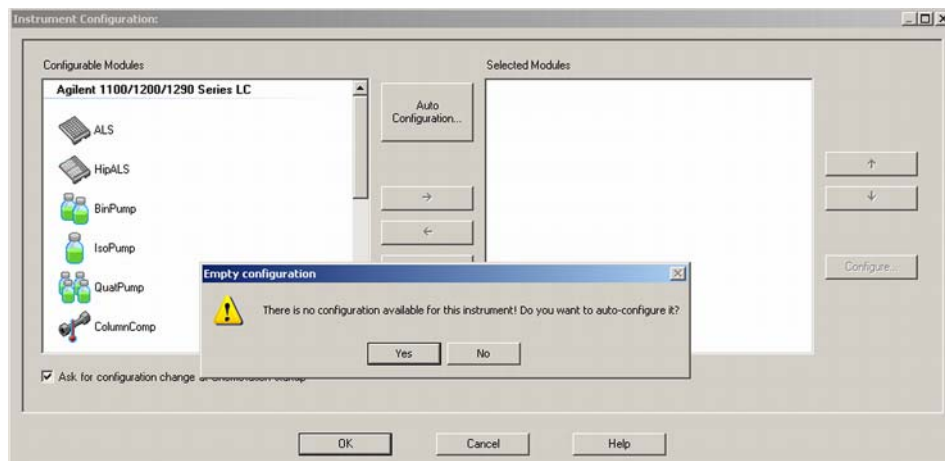 Instrument Configuration:
Configurable Modules
Selected Modules
Agilent 1100/1200/1290 Series LC
ALS
HipALS
BinPump
IsoPump
QuatPump
ColumnComp
Auto
Configuration...
→
←
↑
↓
Configure...
Empty configuration
There is no configuration available for this instrument! Do you want to auto-configure it?
Yes
No
Ask for configuration change
OK
Cancel
Help